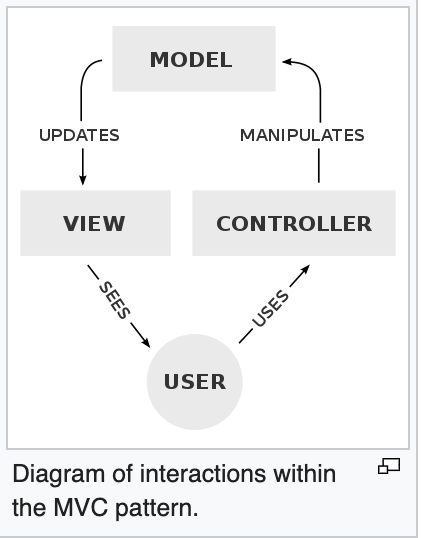 MODEL
UPDATES
MANIPULATES
VIEW
CONTROLLER
SEES
USES
USER
Diagram of interactions within
the MVC pattern.